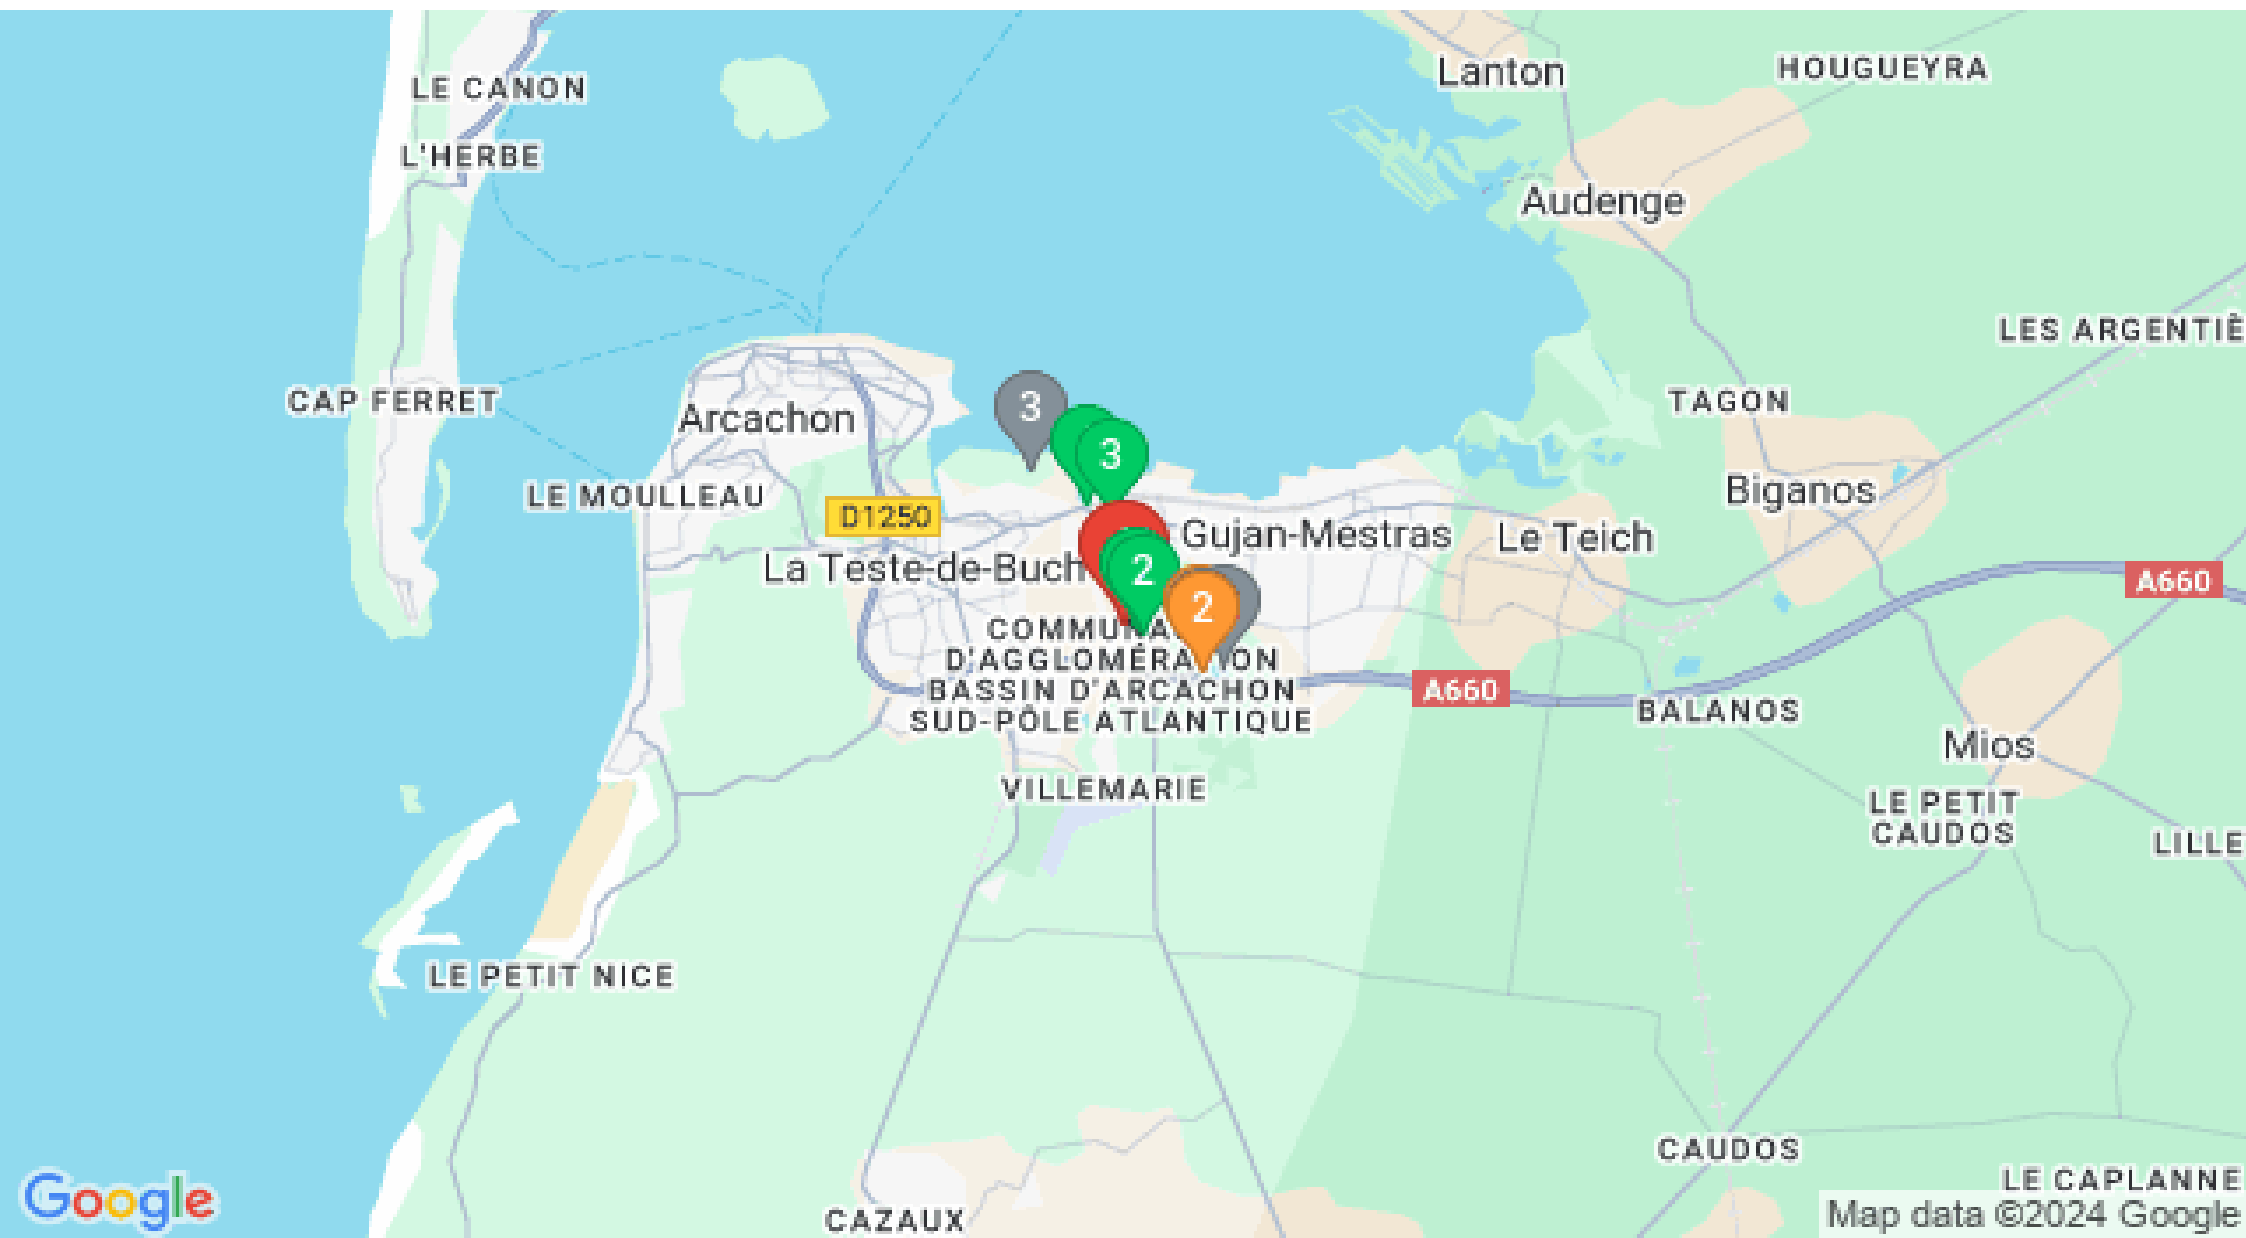 LE CANON
L'HERBE
Lanton
HOUGUEYRA
Audenge
LES ARGENTIÈ
CAP FERRET
Arcachon
3
3
TAGON
LE MOULLEAU
D1250
Biganos
La Teste-de-Buch
2
Gujan-Mestras
Le Teich
2
A660
COMMUNA
D'AGGLOMÉRATION
BASSIN D'ARCACHON
SUD-PÔLE ATLANTIQUE
A660
BALANOS
Mios
VILLEMARIE
LE PETIT
CAUDOS
LILLE
LE PETIT NICE
CAUDOS
LE CAPLANNE
CAZAUX
Google
Map data ©2024 Google